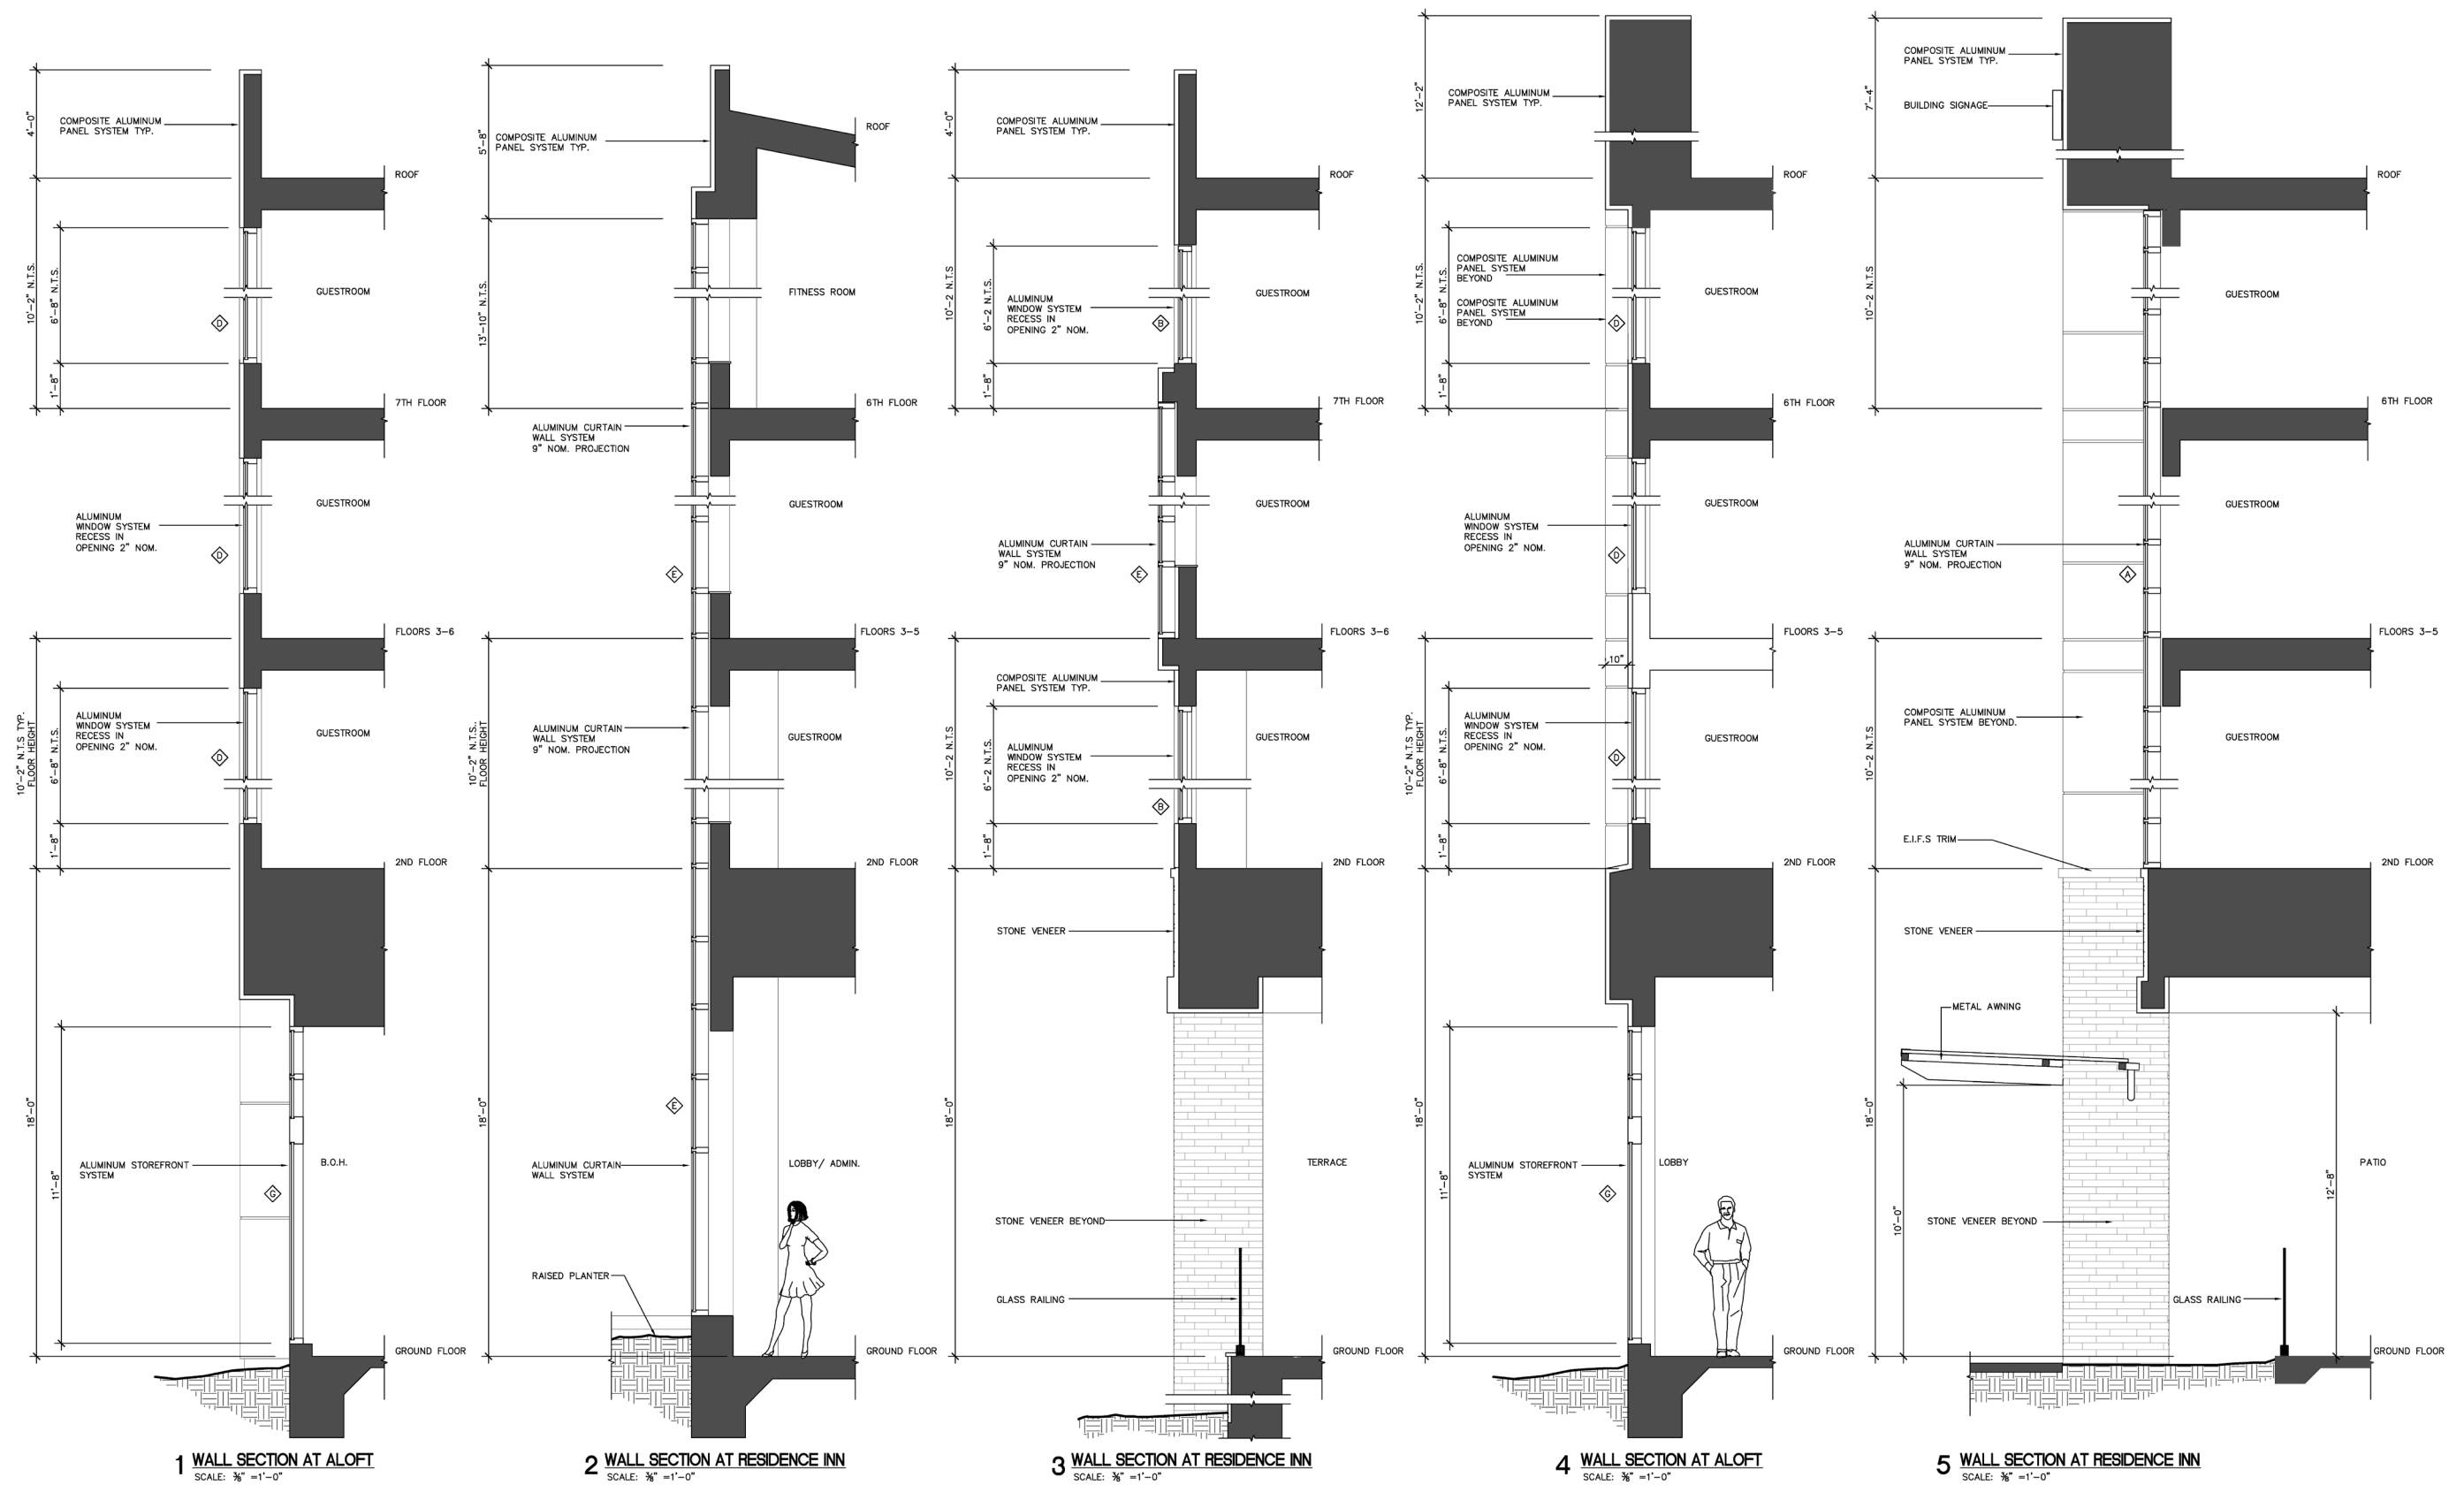 4'-0"
COMPOSITE ALUMINUM
PANEL SYSTEM TYP.
ROOF
10'-2" N.T.S.
6'-8" N.T.S.
GUESTROOM
D
1'-8"
7TH FLOOR
GUESTROOM
ALUMINUM
WINDOW SYSTEM
RECESS IN
OPENING 2" NOM.
D
FLOORS 3-6
10'-2" N.T.S TYP.
FLOOR HEIGHT
6'-8" N.T.S.
ALUMINUM
WINDOW SYSTEM
RECESS IN
OPENING 2" NOM.
GUESTROOM
D
1'-8"
2ND FLOOR
18'-0"
11'-8"
ALUMINUM STOREFRONT
SYSTEM
B.O.H.
G
GROUND FLOOR
1 WALL SECTION AT ALOFT
SCALE: ⅜" =1'-0"
5'-8"
COMPOSITE ALUMINUM
PANEL SYSTEM TYP.
ROOF
13'-10" N.T.S.
FITNESS ROOM
6TH FLOOR
ALUMINUM CURTAIN
WALL SYSTEM
9" NOM. PROJECTION
GUESTROOM
E
FLOORS 3-5
10'-2" N.T.S..
FLOOR HEIGHT
ALUMINUM CURTAIN
WALL SYSTEM
9" NOM. PROJECTION
GUESTROOM
2ND FLOOR
18'-0"
E
ALUMINUM CURTAIN
WALL SYSTEM
LOBBY/ ADMIN.
RAISED PLANTER
GROUND FLOOR
2 WALL SECTION AT RESIDENCE INN
SCALE: ⅜" =1'-0"
4'-0"
COMPOSITE ALUMINUM
PANEL SYSTEM TYP.
ROOF
10'-2 N.T.S
6'-2 N.T.S.
ALUMINUM
WINDOW SYSTEM
RECESS IN
OPENING 2" NOM.
GUESTROOM
B
1'-8"
7TH FLOOR
GUESTROOM
ALUMINUM CURTAIN
WALL SYSTEM
9" NOM. PROJECTION
E
FLOORS 3-6
COMPOSITE ALUMINUM
PANEL SYSTEM TYP.
10'-2 N.T.S
6'-2 N.T.S.
ALUMINUM
WINDOW SYSTEM
RECESS IN
OPENING 2" NOM.
GUESTROOM
B
1'-8"
2ND FLOOR
STONE VENEER
18'-0"
TERRACE
STONE VENEER BEYOND
GLASS RAILING
GROUND FLOOR
3 WALL SECTION AT RESIDENCE INN
SCALE: ⅜" =1'-0"
12'-2"
COMPOSITE ALUMINUM
PANEL SYSTEM TYP.
ROOF
10'-2" N.T.S.
6'-8" N.T.S.
COMPOSITE ALUMINUM
PANEL SYSTEM
BEYOND
COMPOSITE ALUMINUM
PANEL SYSTEM
BEYOND
GUESTROOM
D
1'-8"
6TH FLOOR
GUESTROOM
ALUMINUM
WINDOW SYSTEM
RECESS IN
OPENING 2" NOM.
D
FLOORS 3-5
10"
10'-2" N.T.S TYP.
FLOOR HEIGHT
6'-8" N.T.S.
ALUMINUM
WINDOW SYSTEM
RECESS IN
OPENING 2" NOM.
GUESTROOM
D
1'-8"
2ND FLOOR
18'-0"
11'-8"
ALUMINUM STOREFRONT
SYSTEM
LOBBY
G
GROUND FLOOR
4 WALL SECTION AT ALOFT
SCALE: ⅜" =1'-0"
COMPOSITE ALUMINUM
PANEL SYSTEM TYP.
7'-4"
BUILDING SIGNAGE
ROOF
10'-2 N.T.S
GUESTROOM
6TH FLOOR
GUESTROOM
ALUMINUM CURTAIN
WALL SYSTEM
9" NOM. PROJECTION
A
FLOORS 3-5
10'-2 N.T.S
COMPOSITE ALUMINUM
PANEL SYSTEM BEYOND.
GUESTROOM
E.I.F.S TRIM
2ND FLOOR
STONE VENEER
METAL AWNING
18'-0"
10'-0"
12'-8"
PATIO
STONE VENEER BEYOND
GLASS RAILING
GROUND FLOOR
5 WALL SECTION AT RESIDENCE INN
SCALE: ⅜" =1'-0"